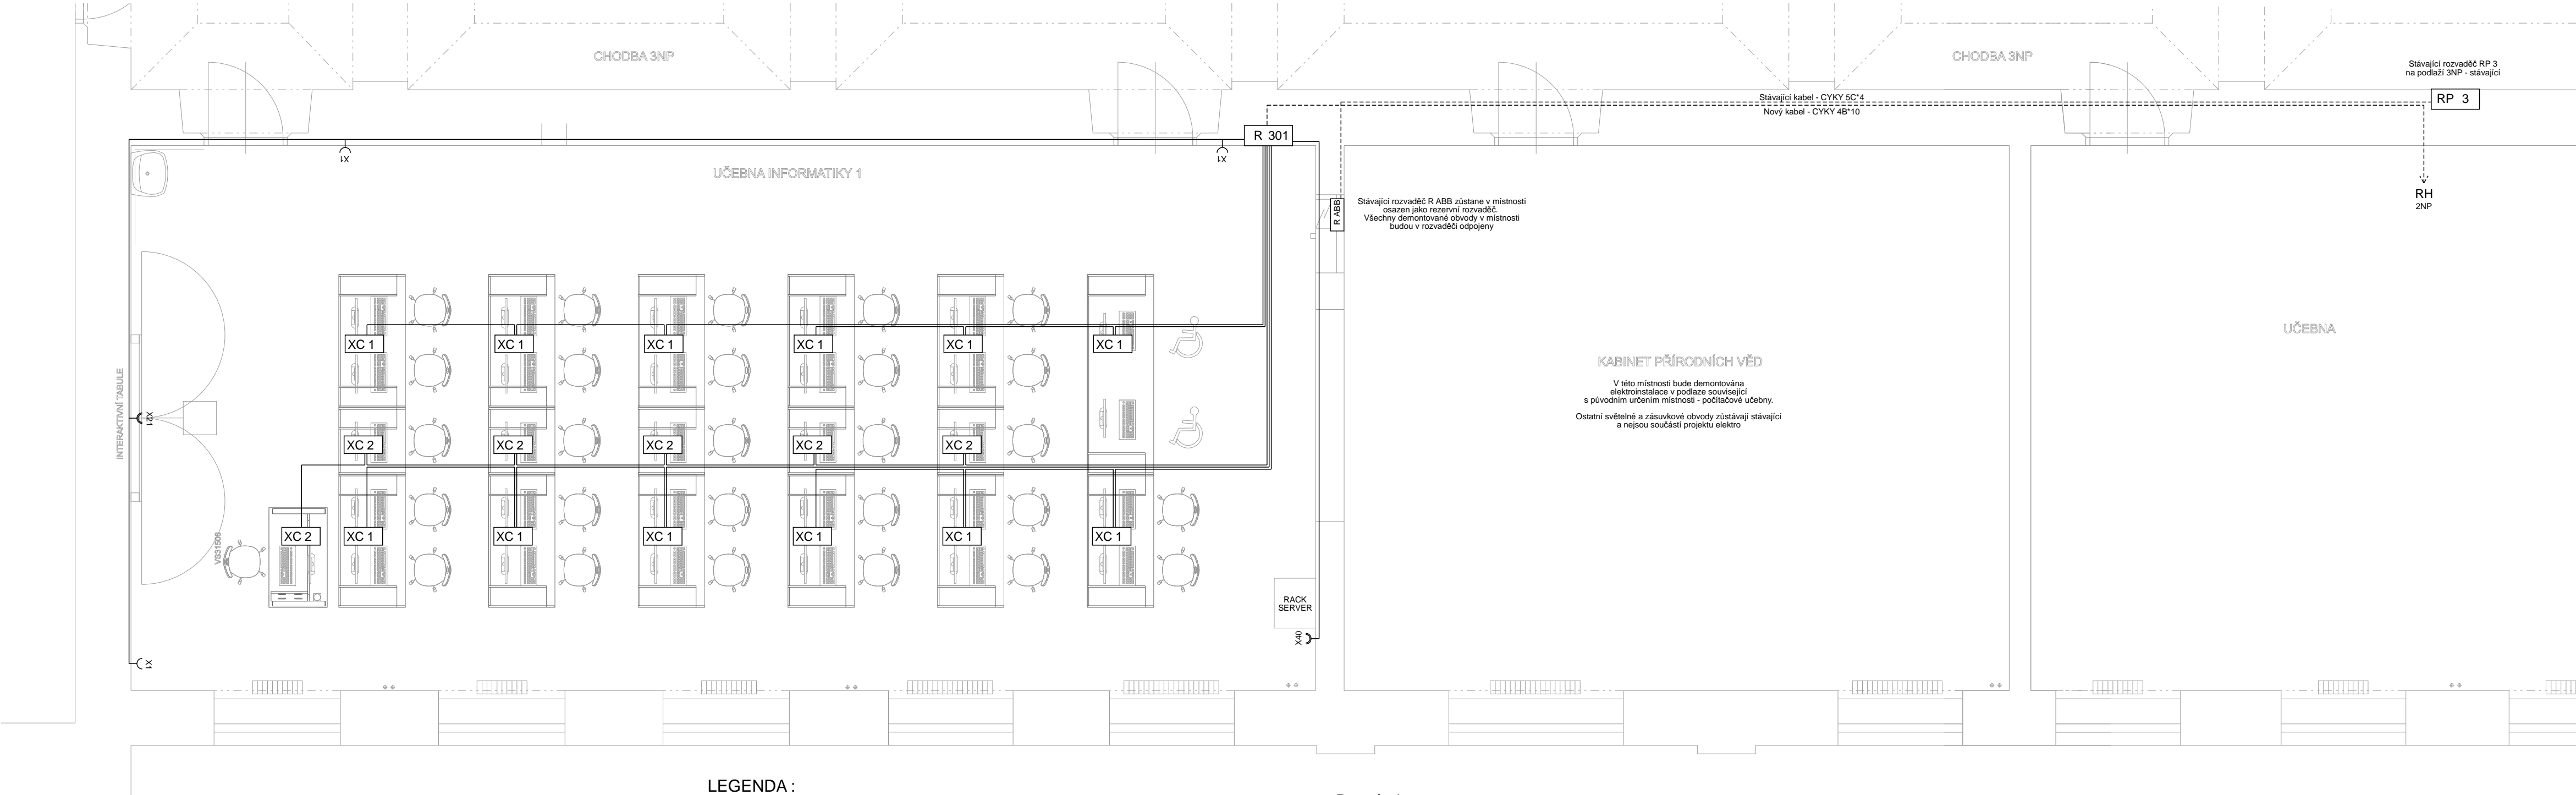 CHODBA 3NP
CHODBA 3NP
Stávající rozvaděč RP 3
na podlaží 3NP - stávající
RP 3
Stávající kabel - CYKY 5C*4
Nový kabel - CYKY 4B*10
R 301
X1
X1
UČEBNA INFORMATIKY 1
R ABB
Stávající rozvaděč R ABB zůstane v místnosti
osazen jako rezervní rozvaděč.
Všechny demontované obvody v místnosti
budou v rozvaděči odpojeny
RH
2NP
UČEBNA
XC 1
XC 1
XC 1
XC 1
XC 1
XC 1
KABINET PŘÍRODNÍCH VĚD
V této místnosti bude demontována
elektroinstalace v podlaze související
s původním určením místnosti - počítačové učebny.
Ostatní světelné a zásuvkové obvody zůstávají stávající
a nejsou součástí projektu elektro
INTERAKTIVNÍ TABULE
X21
XC 2
XC 2
XC 2
XC 2
XC 2
VS31506
XC 2
XC 1
XC 1
XC 1
XC 1
XC 1
XC 1
RACK
SERVER
X40
X1
LEGENDA :